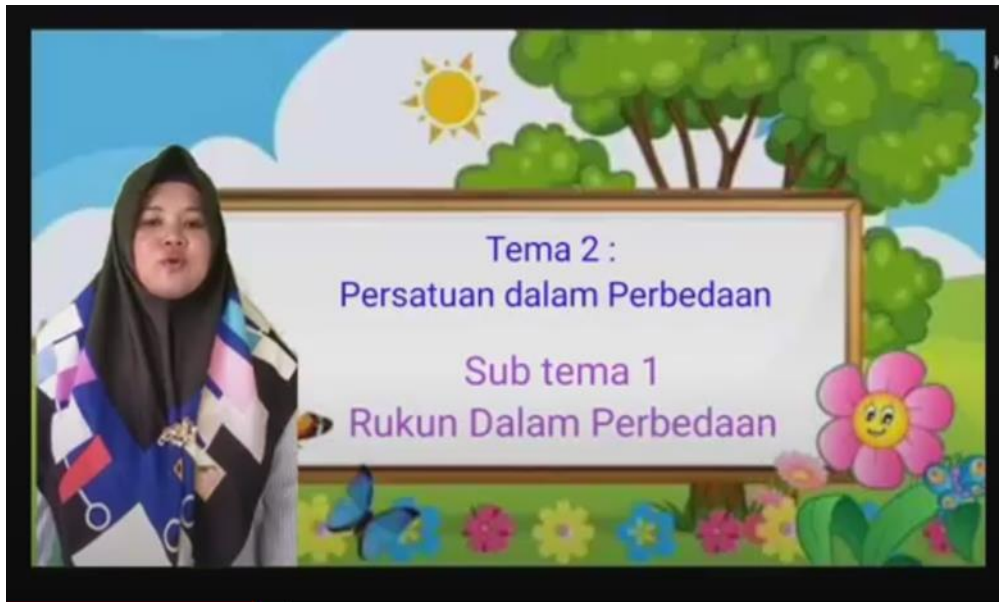 Tema 2 :
Persatuan dalam Perbedaan
Sub tema 1
Rukun Dalam Perbedaan